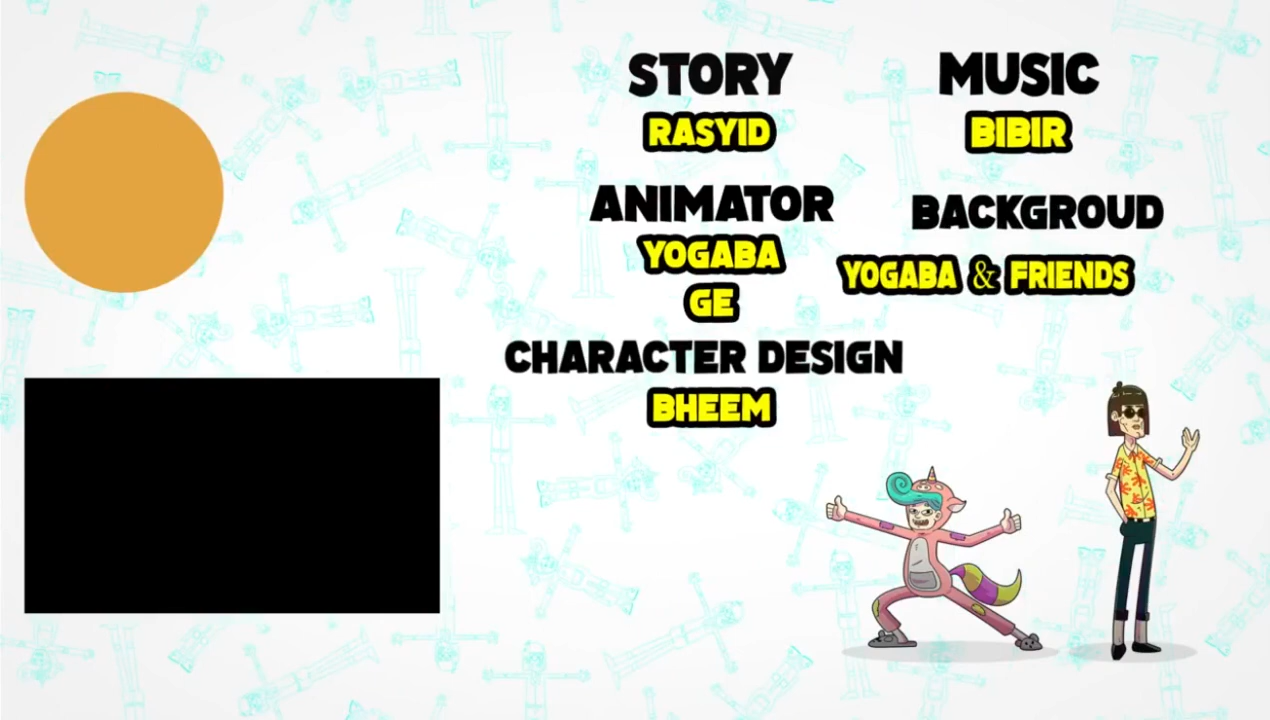 STORY
RASYID
MUSIC
BIBIR
ANIMATOR
YOGABA
GE
BACKGROUD
YOGABA & FRIENDS
CHARACTER DESIGN
BHEEM